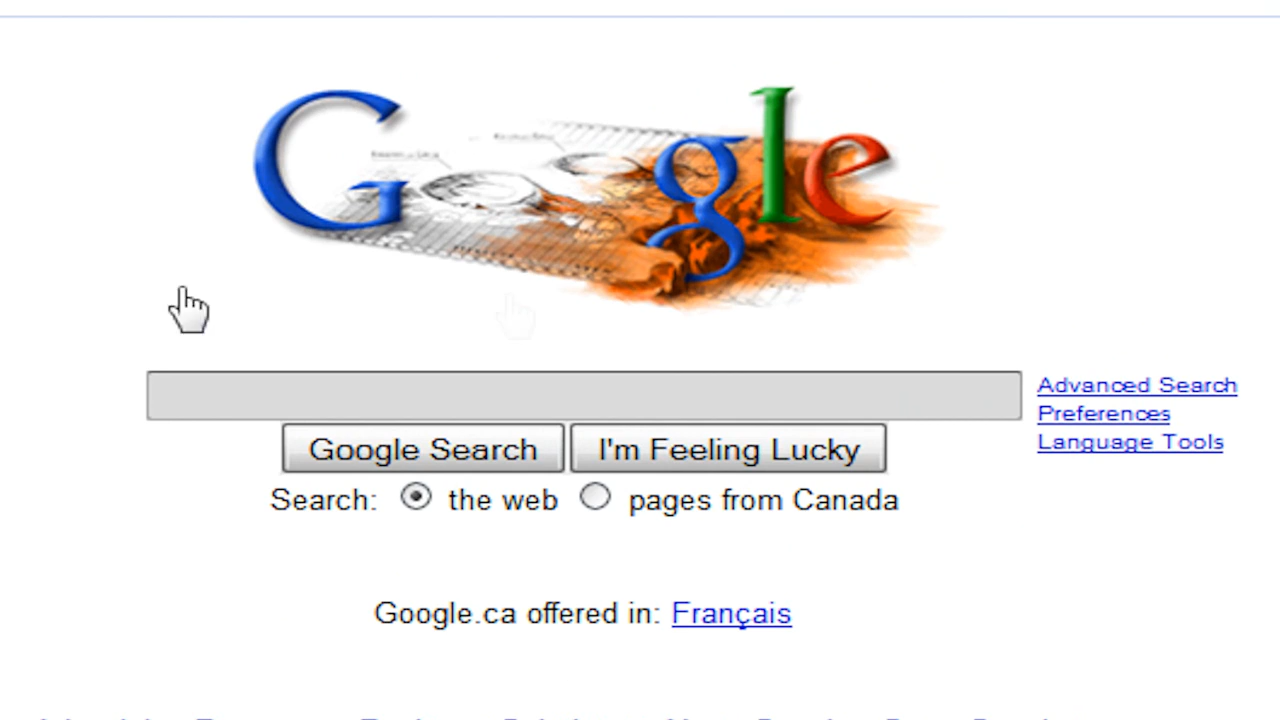 Google
Advanced Search
Preferences
Language Tools
Google Search I'm Feeling Lucky
Search: the web pages from Canada
Google.ca offered in: Français